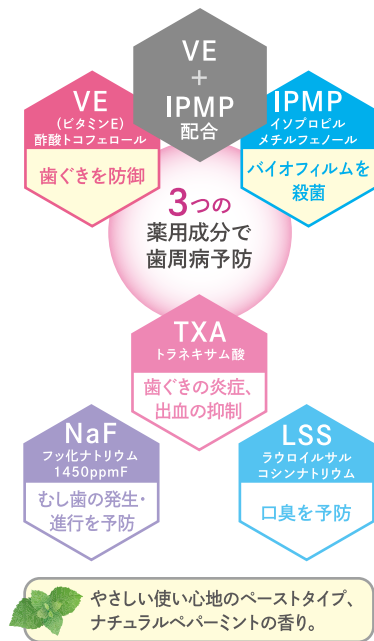 VE
+
IPMP
配合
VE
(ビタミンE)
酢酸トコフェロール
歯ぐきを防御
IPMP
イソプロピル
メチルフェノール
バイオフィルムを
殺菌
3つの
薬用成分で
歯周病予防
TXA
トラネキサム酸
歯ぐきの炎症、
出血の抑制
NaF
フッ化ナトリウム
1450ppmF
むし歯の発生・
進行を予防
LSS
ラウロイルサル
コシンナトリウム
口臭を予防
やさしい使い心地のペーストタイプ、
ナチュラルペパーミントの香り。